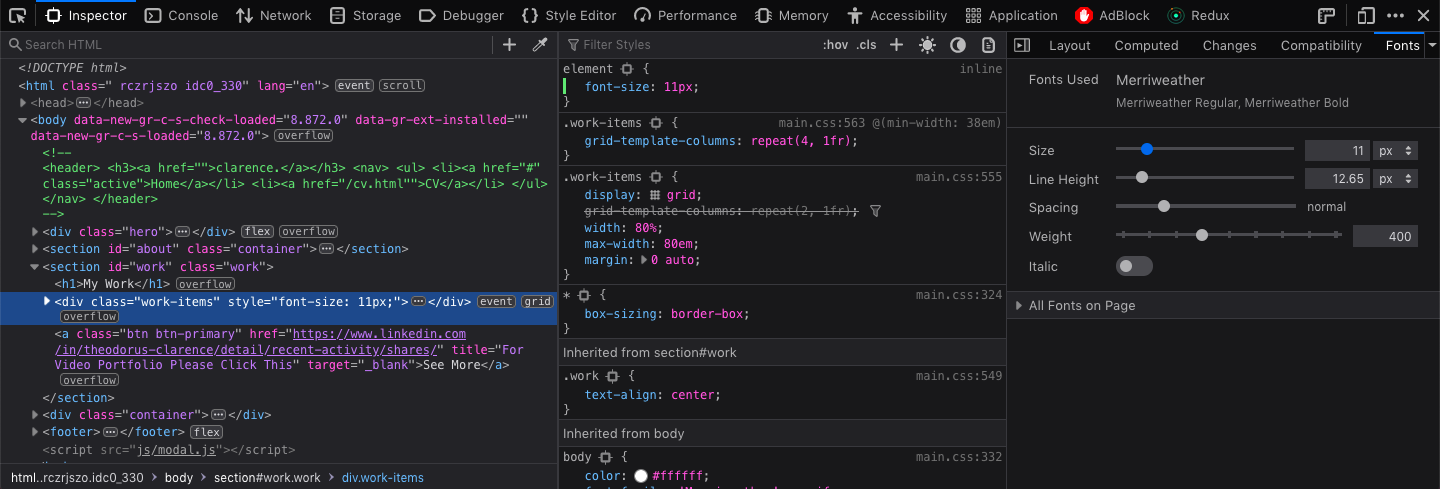 Inspector Console Network Storage Debugger Style Editor Performance Memory Accessibility Application AdBlock Redux
Search HTML
<!DOCTYPE html>
<html class=" rczrjszo idc0_330" lang="en"> event scroll
<head> ··· </head>
<body data-new-gr-c-s-check-loaded="8.872.0" data-gr-ext-installed=""
data-new-gr-c-s-loaded="8.872.0"> overflow
<!--
<header> <h3><a href="">clarence.</a></h3> <nav> <ul> <li><a href="#"
class="active">Home</a></li> <li><a href="/cv.html"">CV</a></li> </ul>
</nav> </header>
-->
<div class="hero"> ··· </div> flex overflow
<section id="about" class="container"> ··· </section>
<section id="work" class="work">
<h1>My Work</h1> overflow
<div class="work-items" style="font-size: 11px;"> ··· </div> event grid
overflow
<a class="btn btn-primary" href="https://www.linkedin.com
/in/theodorus-clarence/detail/recent-activity/shares/" title="For
Video Portfolio Please Click This" target="_blank">See More</a>
overflow
</section>
<div class="container"> ··· </div>
<footer> ··· </footer> flex
<script src="js/modal.js"></script>
html..rczrjszo.idc0_330 > body > section#work.work > div.work-items
Filter Styles :hov .cls
element { inline
font-size: 11px;
}
.work-items { main.css:563 @(min-width: 38em)
grid-template-columns: repeat(4, 1fr);
}
.work-items { main.css:555
display: grid;
grid-template-columns: repeat(2, 1fr);
width: 80%;
max-width: 80em;
margin: 0 auto;
}
* { main.css:324
box-sizing: border-box;
}
Inherited from section#work
.work { main.css:549
text-align: center;
}
Inherited from body
body { main.css:332
color: #ffffff;
Layout Computed Changes Compatibility Fonts
Fonts Used Merriweather
Merriweather Regular, Merriweather Bold
Size 11 px
Line Height 12.65 px
Spacing normal
Weight 400
Italic
All Fonts on Page